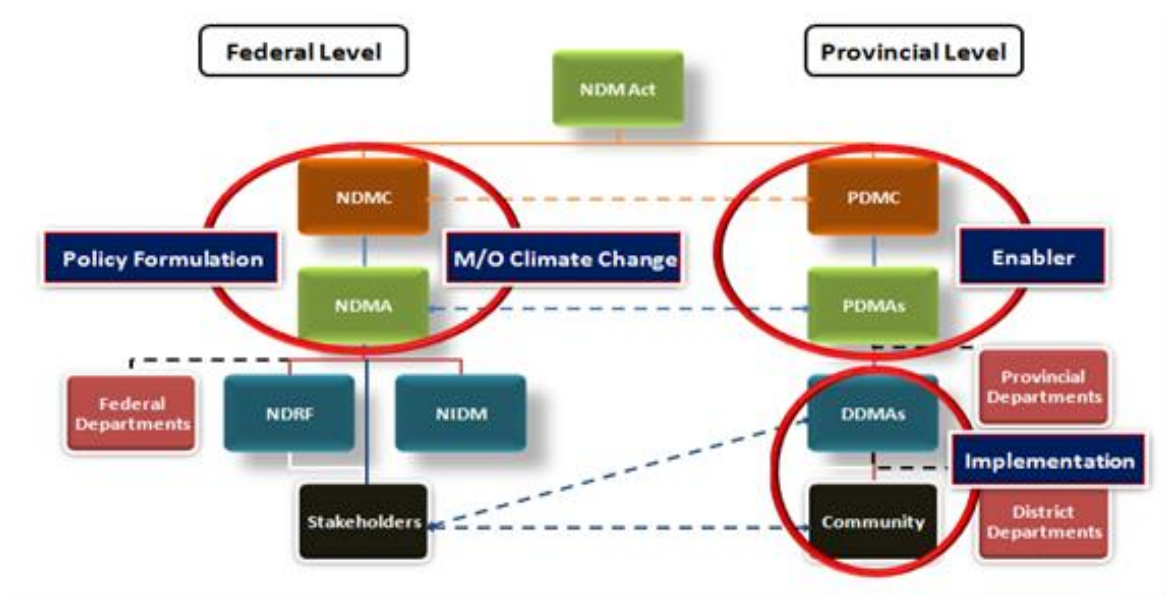 Federal Level
Provincial Level
NDM Act
NDMC
PDMC
Policy Formulation
M/O Climate Change
Enabler
NDMA
PDMAs
Federal
Departments
NDRF
NIDM
DDMAs
Provincial
Departments
Implementation
Stakeholders
Community
District
Departments